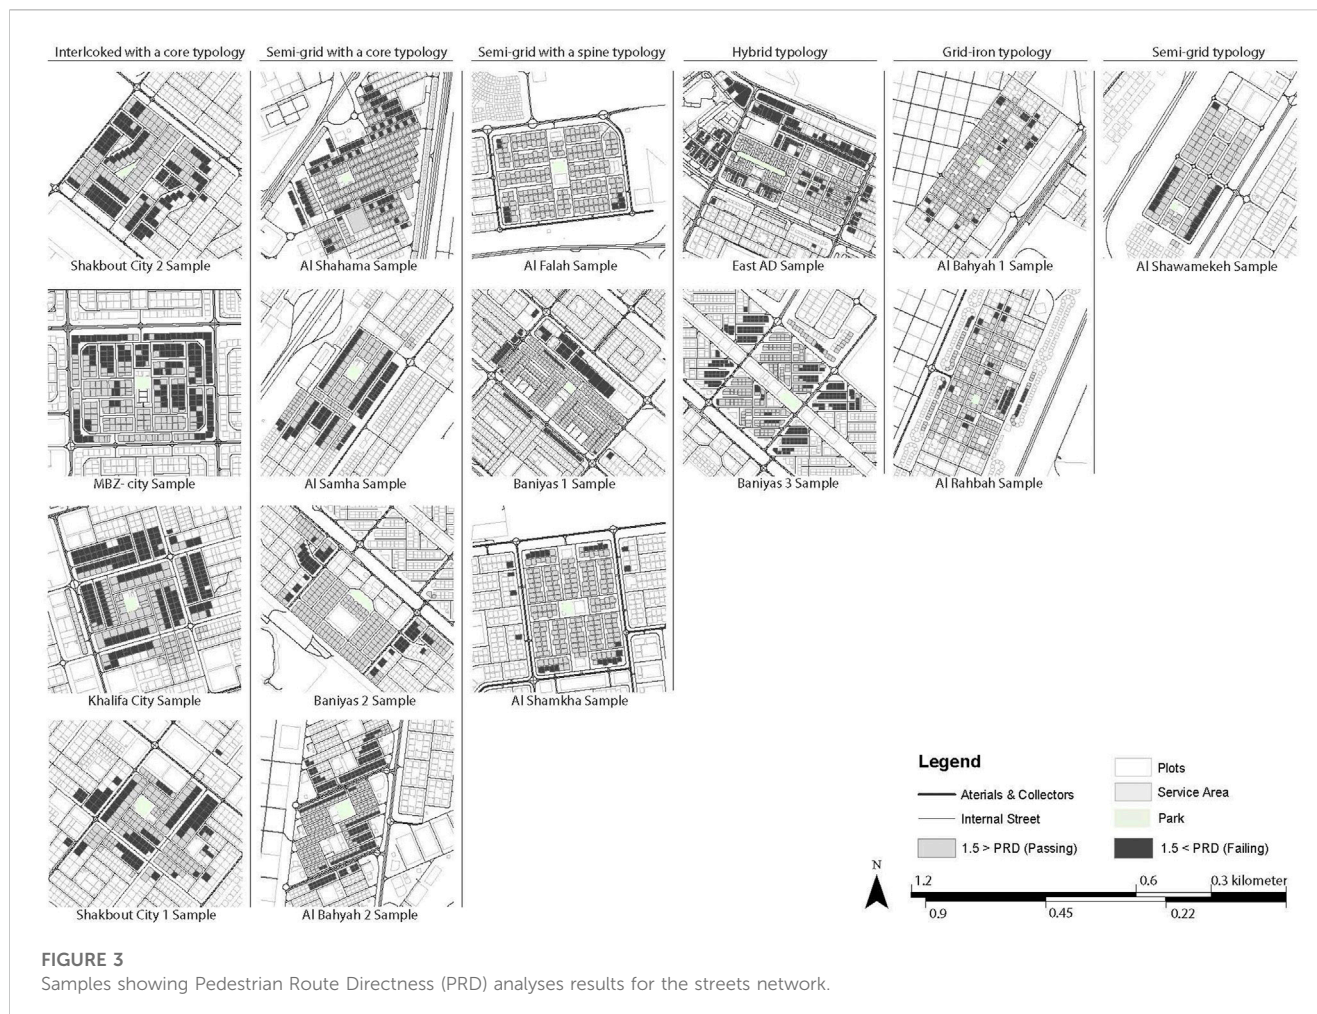 Interlcoked with a core typology
Semi-grid with a core typology
Semi-grid with a spine typology
Hybrid typology
Grid-iron typology
Semi-grid typology
Shakbout City 2 Sample
Al Shahama Sample
Al Falah Sample
East AD Sample
Al Bahyah 1 Sample
Al Shawamekeh Sample
MBZ- city Sample
Al Samha Sample
Baniyas 1 Sample
Baniyas 3 Sample
Al Rahbah Sample
Khalifa City Sample
Baniyas 2 Sample
Al Shamkha Sample
Shakbout City 1 Sample
Al Bahyah 2 Sample
Legend
Aterials & Collectors
Internal Street
1.5 > PRD (Passing)
Plots
Service Area
Park
1.5 < PRD (Failing)
N
1.2
0.6
0.3 kilometer
0.9
0.45
0.22
FIGURE 3
Samples showing Pedestrian Route Directness (PRD) analyses results for the streets network.